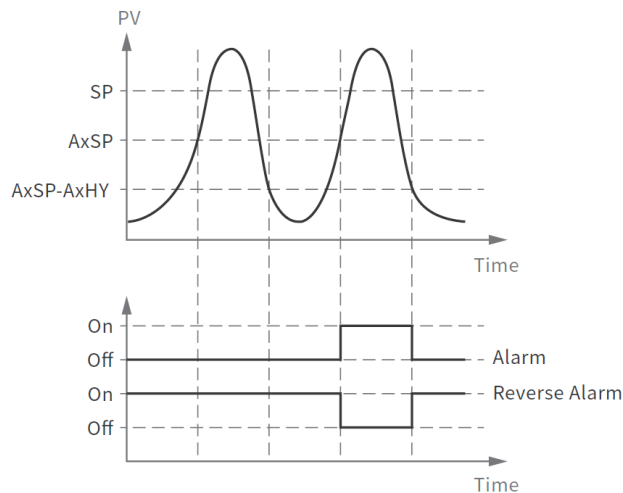 PV
SP
AxSP
AxSP-AxHY
Time
On
Off
Alarm
On
Reverse Alarm
Off
Time